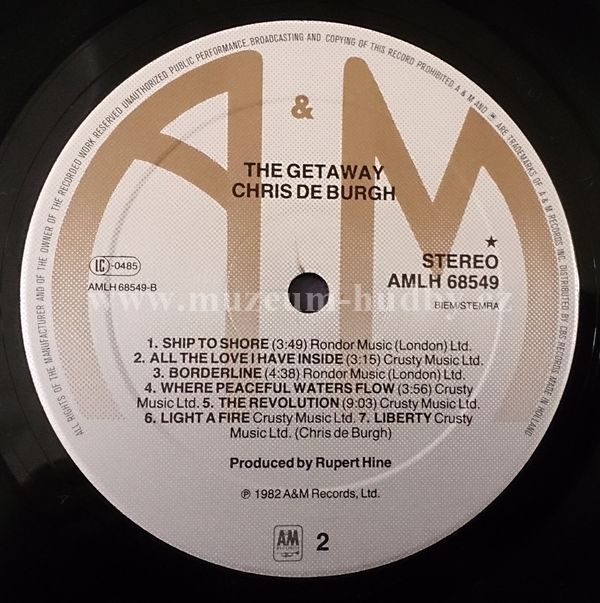 ALL RIGHTS OF THE MANUFACTURER AND OF THE OWNER OF THE RECORDED WORK RESERVED UNAUTHORIZED PUBLIC PERFORMANCE, BROADCASTING AND COPYING OF THIS RECORD PROHIBITED A & M AND ARE TRADEMARKS OF A & M RECORDS INC. DISTRIBUTED BY CBS RECORDS. MADE IN HOLLAND
A & M
THE GETAWAY
CHRIS DE BURGH
LC -0485
AMLH 68549-B
★
STEREO
AMLH 68549
BIEM/STEMRA
1. SHIP TO SHORE (3:49) Rondor Music (London) Ltd.
2. ALL THE LOVE I HAVE INSIDE (3:15) Crusty Music Ltd.
3. BORDERLINE (4:38) Rondor Music (London) Ltd.
4. WHERE PEACEFUL WATERS FLOW (3:56) Crusty
Music Ltd. 5. THE REVOLUTION (9:03) Crusty Music Ltd.
6. LIGHT A FIRE Crusty Music Ltd. 7. LIBERTY Crusty
Music Ltd. (Chris de Burgh)
Produced by Rupert Hine
℗ 1982 A&M Records, Ltd.
AM
RECORDS
2